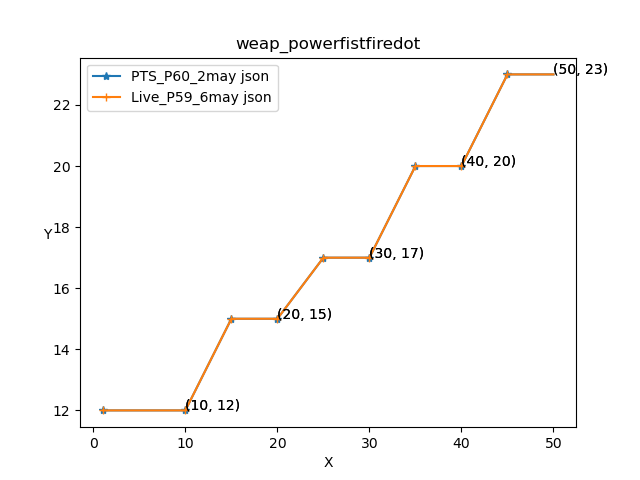 weap_powerfistfiredot
PTS_P60_2may json
Live_P59_6may json
(50, 23)
22
(40, 20)
20
Y
18
(30, 17)
16
(20, 15)
14
(10, 12)
12
0 10 20 30 40 50
X